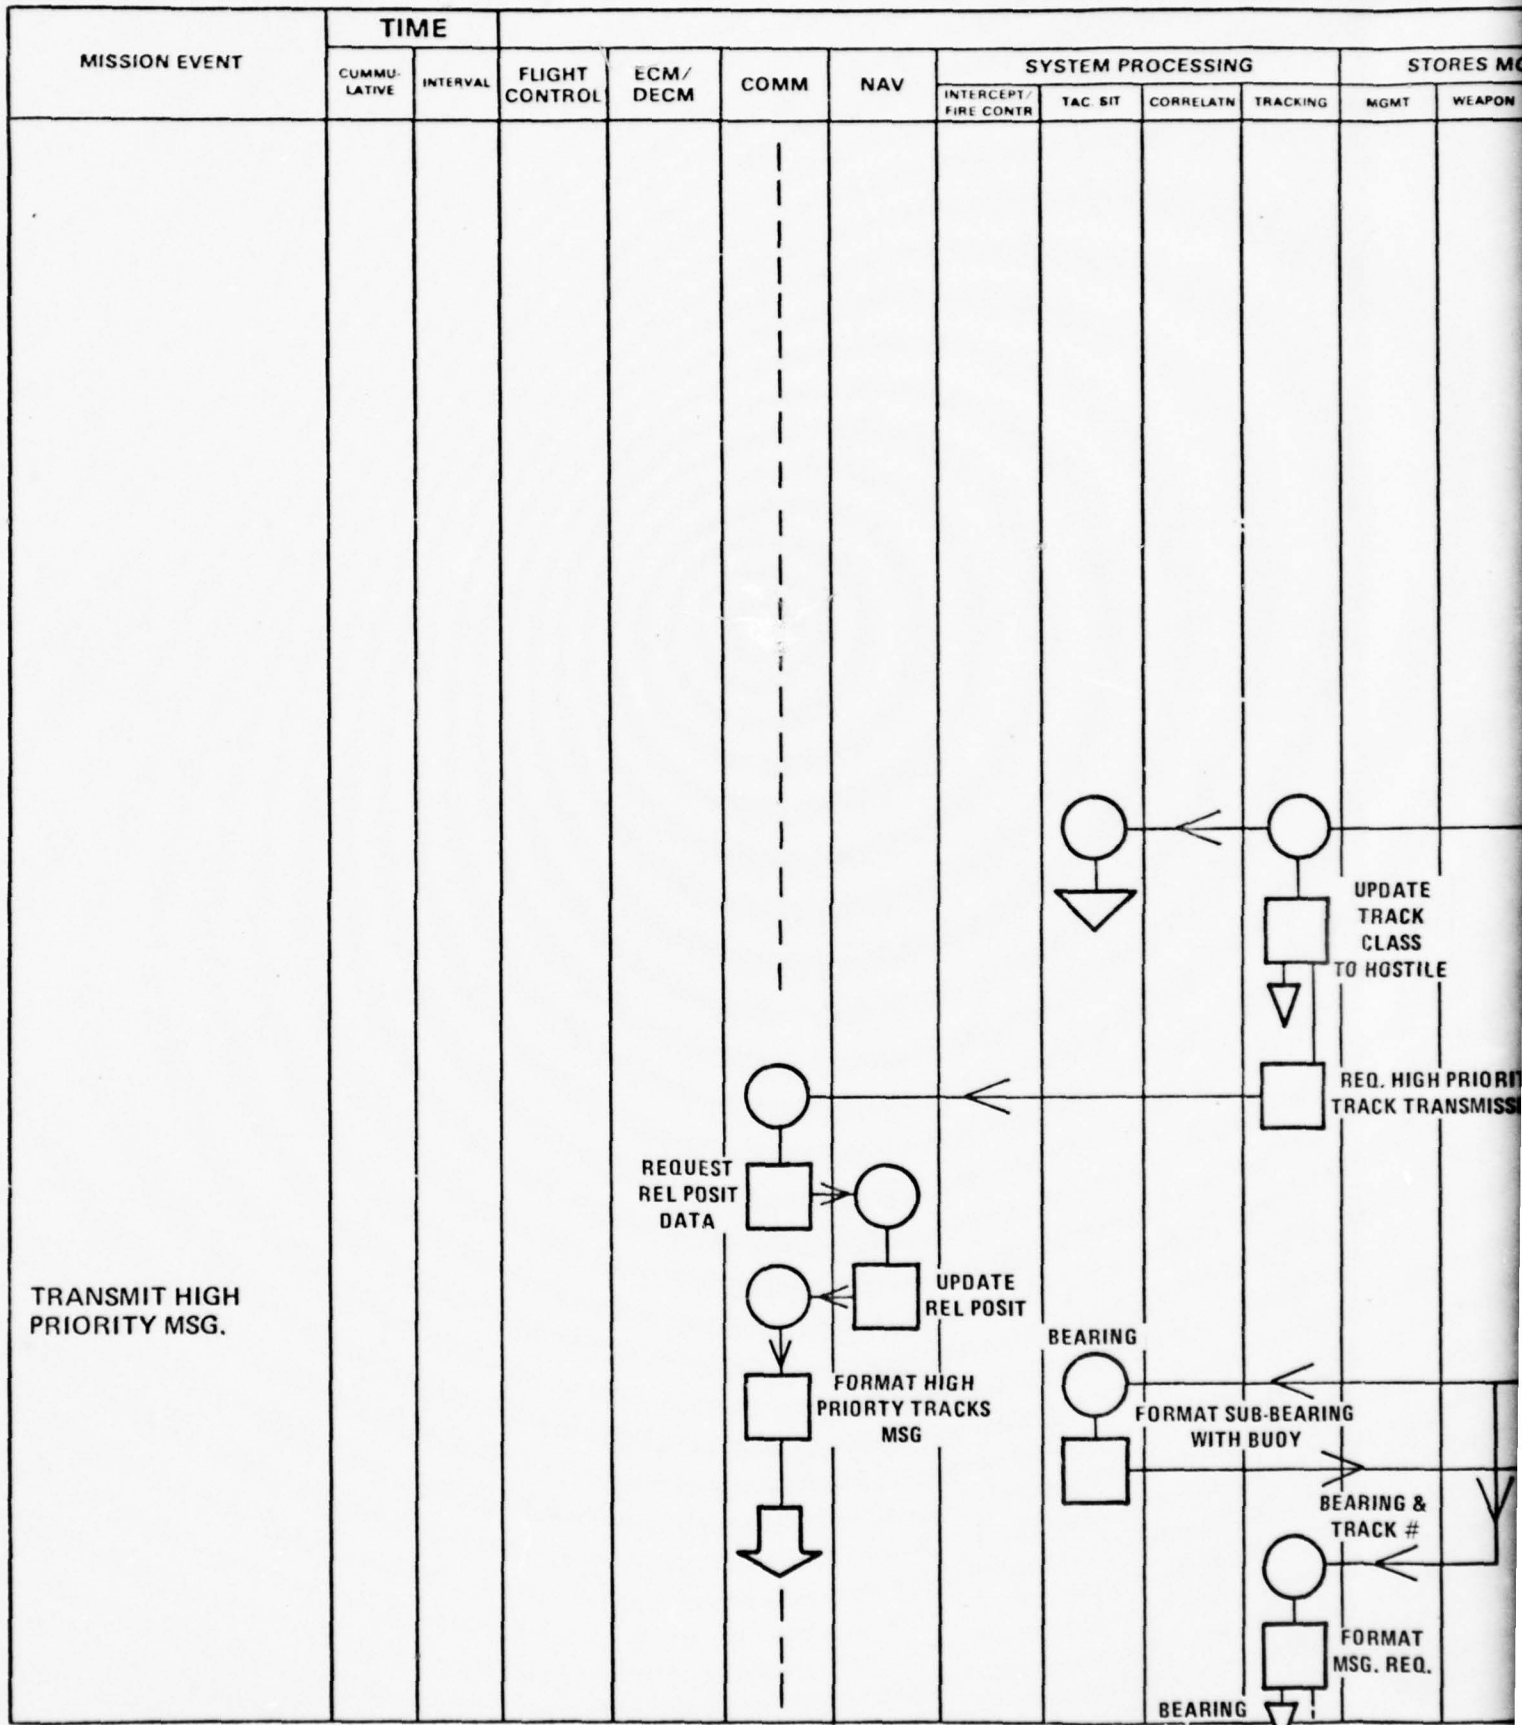 TIME
MISSION EVENT
CUMMU-
LATIVE
INTERVAL
FLIGHT
CONTROL
ECM/
DECM
COMM
NAV
SYSTEM PROCESSING
INTERCEPT/
FIRE CONTR
TAC. SIT
CORRELATN
TRACKING
STORES
MGMT
WEAPON
UPDATE
TRACK
CLASS
TO HOSTILE
REQ. HIGH
TRACK
REQUEST
REL POSIT
DATA
UPDATE
REL POSIT
TRANSMIT HIGH
PRIORITY MSG.
BEARING
FORMAT HIGH
PRIORTY TRACKS
MSG
FORMAT SUB-BEARING
WITH BUOY
BEARING &
TRACK #
FORMAT
MSG. REQ.
BEARING